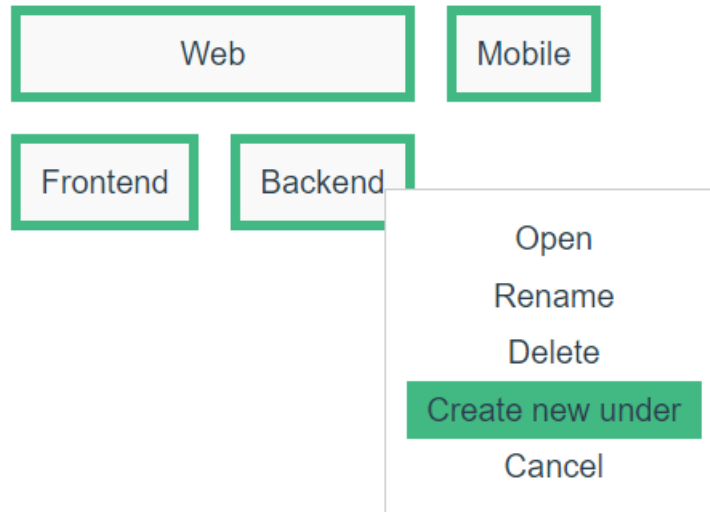 Web
Mobile
Frontend
Backend
Open
Rename
Delete
Create new under
Cancel